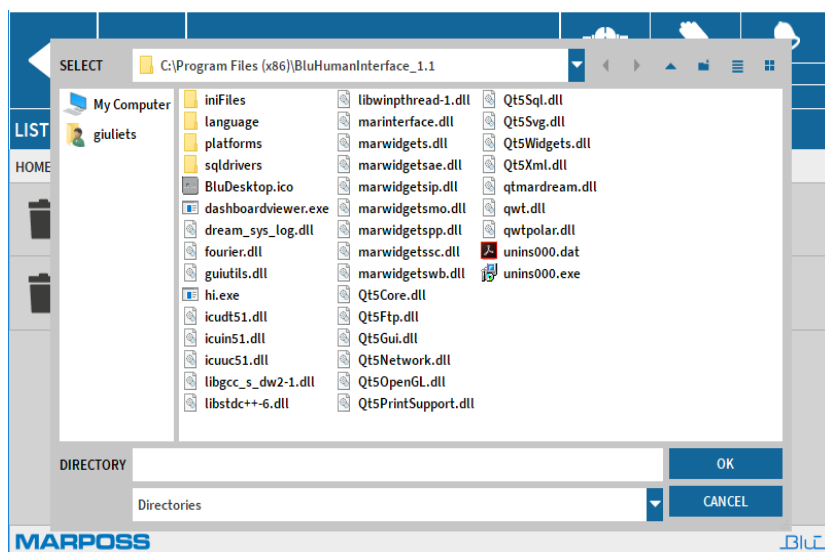 SELECT
C:\Program Files (x86)\BluHumanInterface_1.1
My Computer
giuliets
LIST
HOME
iniFiles
language
platforms
sqldrivers
BluDesktop.ico
dashboardviewer.exe
dream_sys_log.dll
fourier.dll
guiutils.dll
hi.exe
icudt51.dll
icuin51.dll
icuuc51.dll
libgcc_s_dw2-1.dll
libstdc++-6.dll
libwinpthread-1.dll
marinterface.dll
marwidgets.dll
marwidgetsae.dll
marwidgetsip.dll
marwidgetsmo.dll
marwidgetspp.dll
marwidgetssc.dll
marwidgetswb.dll
Qt5Core.dll
Qt5Ftp.dll
Qt5Gui.dll
Qt5Network.dll
Qt5OpenGL.dll
Qt5PrintSupport.dll
Qt5Sql.dll
Qt5Svg.dll
Qt5Widgets.dll
Qt5Xml.dll
qtmardream.dll
qwt.dll
qwtpolar.dll
unins000.dat
unins000.exe
DIRECTORY
OK
Directories
CANCEL
MARPOSS
Blu